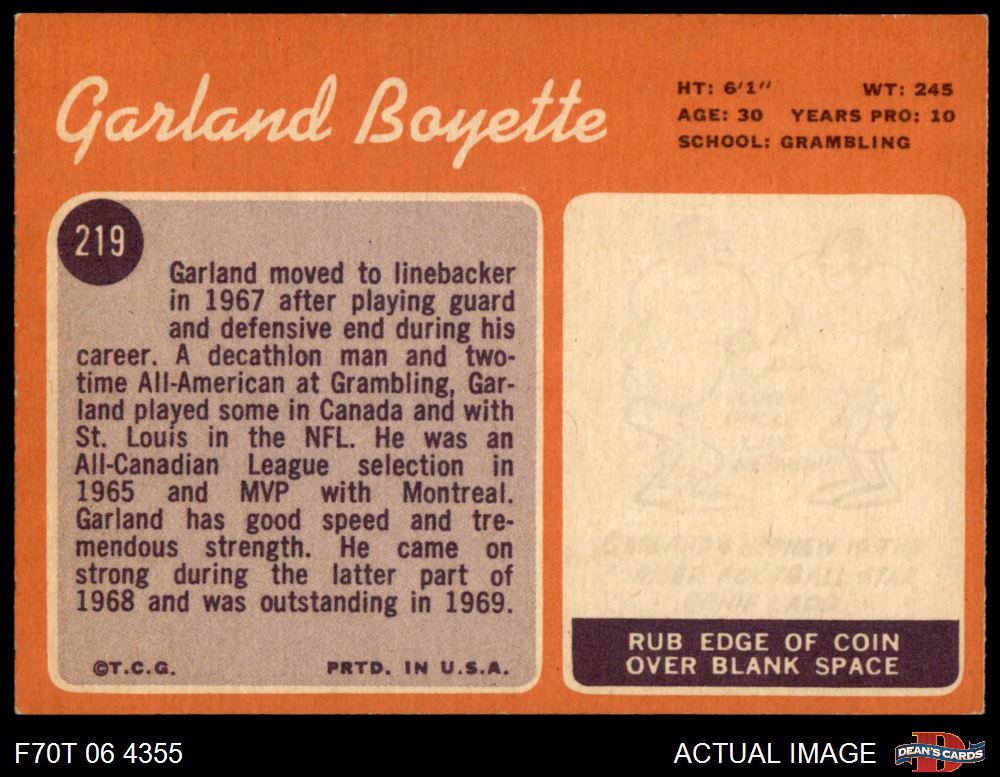 Garland Boyette
HT: 6'1" WT: 245
AGE: 30 YEARS PRO: 10
SCHOOL: GRAMBLING
219
Garland moved to linebacker
in 1967 after playing guard
and defensive end during his
career. A decathlon man and two-
time All-American at Grambling, Gar-
land played some in Canada and with
St. Louis in the NFL. He was an
All-Canadian League selection in
1965 and MVP with Montreal.
Garland has good speed and tre-
mendous strength. He came on
strong during the latter part of
1968 and was outstanding in 1969.
©T.C.G. PRTD. IN U.S.A.
RUB EDGE OF COIN
OVER BLANK SPACE
F70T 06 4355
ACTUAL IMAGE
DEAN'S CARDS